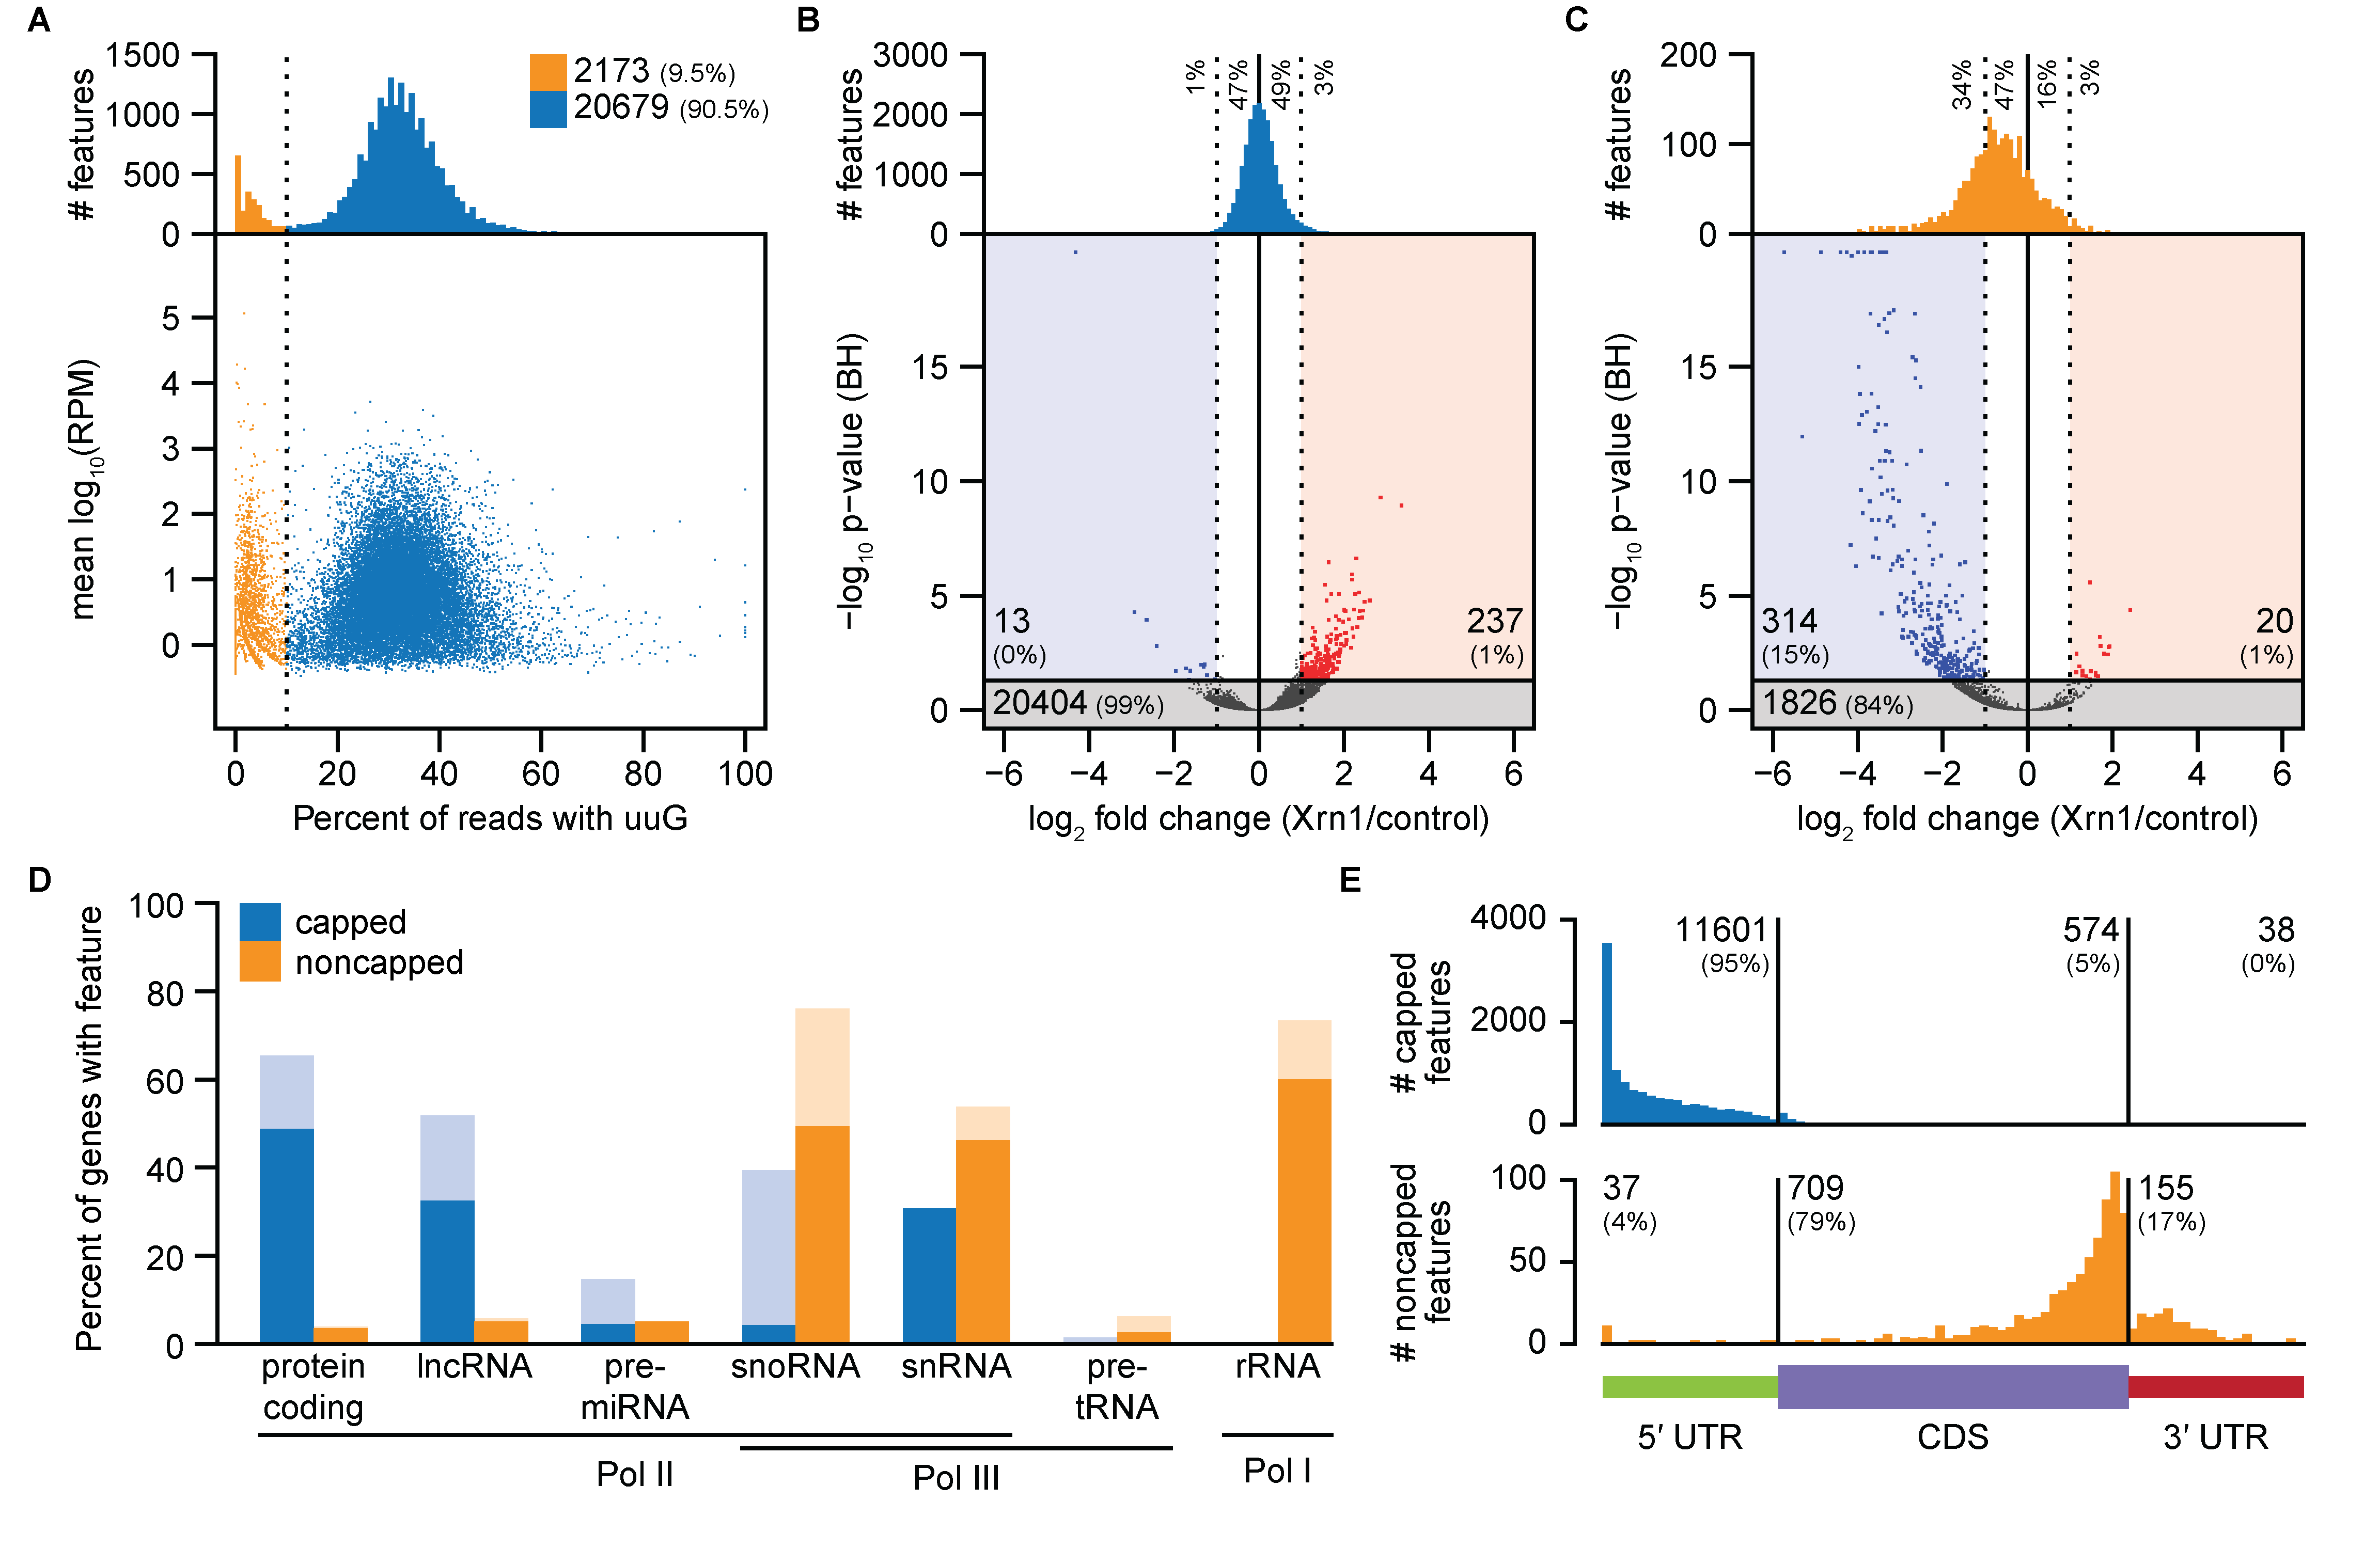 A
1500
1000
500
0
# features
2173 (9.5%)
20679 (90.5%)
5
4
3
2
1
0
mean log10(RPM)
0 20 40 60 80 100
Percent of reads with uuG
B
3000
2000
1000
0
# features
1%
47%
49%
3%
15
10
5
0
−log10 p−value (BH)
13
(0%)
237
(1%)
20404 (99%)
−6 −4 −2 0 2 4 6
log2 fold change (Xrn1/control)
C
200
100
0
# features
34%
47%
16%
3%
15
10
5
0
−log10 p−value (BH)
314
(15%)
20
(1%)
1826 (84%)
−6 −4 −2 0 2 4 6
log2 fold change (Xrn1/control)
D
100
80
60
40
20
0
Percent of genes with feature
capped
noncapped
protein
coding
lncRNA
pre-
miRNA
snoRNA
snRNA
pre-
tRNA
rRNA
Pol II
Pol III
Pol I
E
4000
2000
0
# capped
features
11601
(95%)
574
(5%)
38
(0%)
100
50
0
# noncapped
features
37
(4%)
709
(79%)
155
(17%)
5′ UTR
CDS
3′ UTR